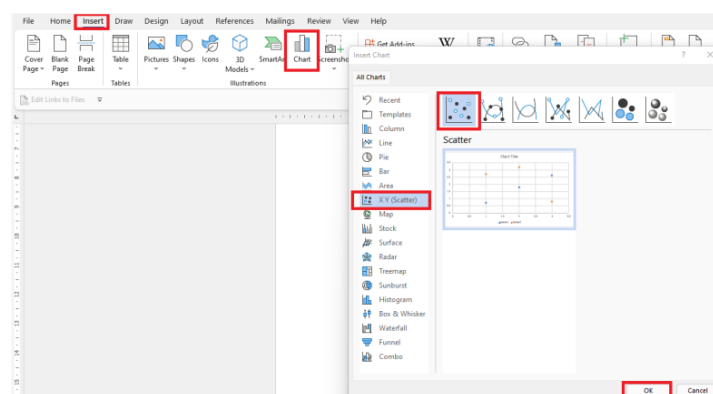 File Home Insert Draw Design Layout References Mailings Review View Help
Cover Page Blank Page Page Break Table Pictures Shapes Icons 3D Models SmartArt Chart Screensho Get Add-ins W
Pages Tables Illustrations
Edit Links to Files
L
Insert Chart ? X
All Charts
Recent
Templates
Column
Line
Pie
Bar
Area
X Y (Scatter)
Map
Stock
Surface
Radar
Treemap
Sunburst
Histogram
Box & Whisker
Waterfall
Funnel
Combo
Scatter
Chart Title
OK Cancel